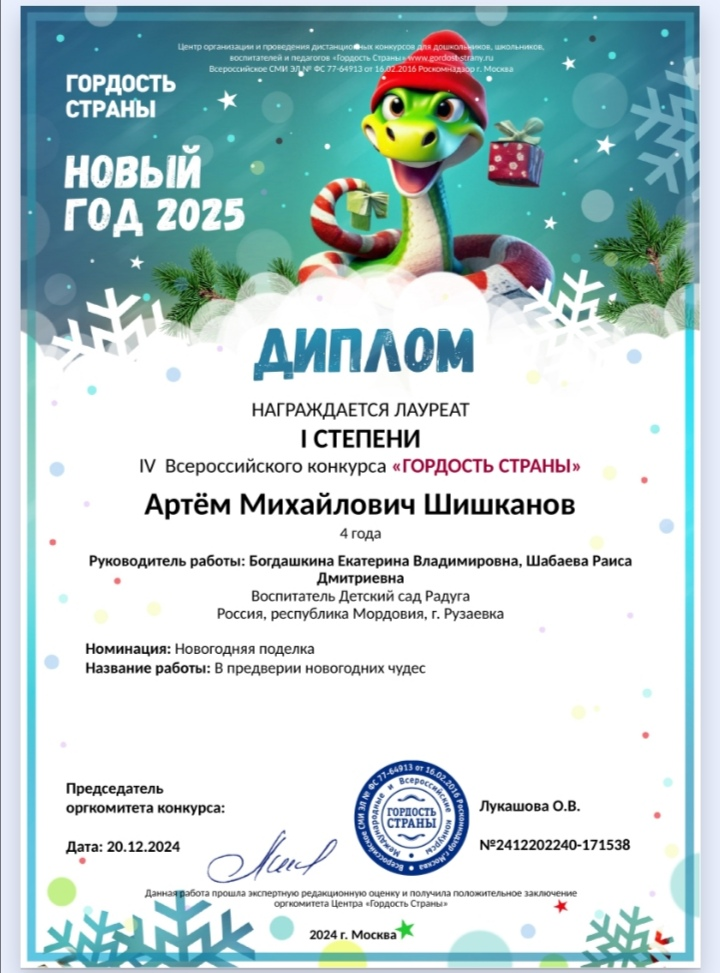 Центр организации и проведения дистанционных конкурсов для дошкольников, школьников,
воспитателей и педагогов «Гордость Страны» www.gordost-strany.ru
Всероссийское СМИ ЭЛ № ФС 77-64913 от 16.02.2016 Роскомнадзор г. Москва
ГОРДОСТЬ
СТРАНЫ
НОВЫЙ
ГОД 2025
ДИПЛОМ
НАГРАЖДАЕТСЯ ЛАУРЕАТ
I СТЕПЕНИ
IV Всероссийского конкурса «ГОРДОСТЬ СТРАНЫ»
Артём Михайлович Шишканов
4 года
Руководитель работы: Богдашкина Екатерина Владимировна, Шабаева Раиса
Дмитриевна
Воспитатель Детский сад Радуга
Россия, республика Мордовия, г. Рузаевка
Номинация: Новогодняя поделка
Название работы: В предверии новогодних чудес
Председатель
оргкомитета конкурса:
Дата: 20.12.2024
Всероссийское СМИ ЭЛ № ФС 77-64913 от 16.02.2016 Роскомнадзор г.Москва
Международные и Всероссийские конкурсы
ГОРДОСТЬ
СТРАНЫ
Лукашова О.В.
№2412202240-171538
Данная работа прошла экспертную редакционную оценку и получила положительное заключение
оргкомитета Центра «Гордость Страны»
2024 г. Москва